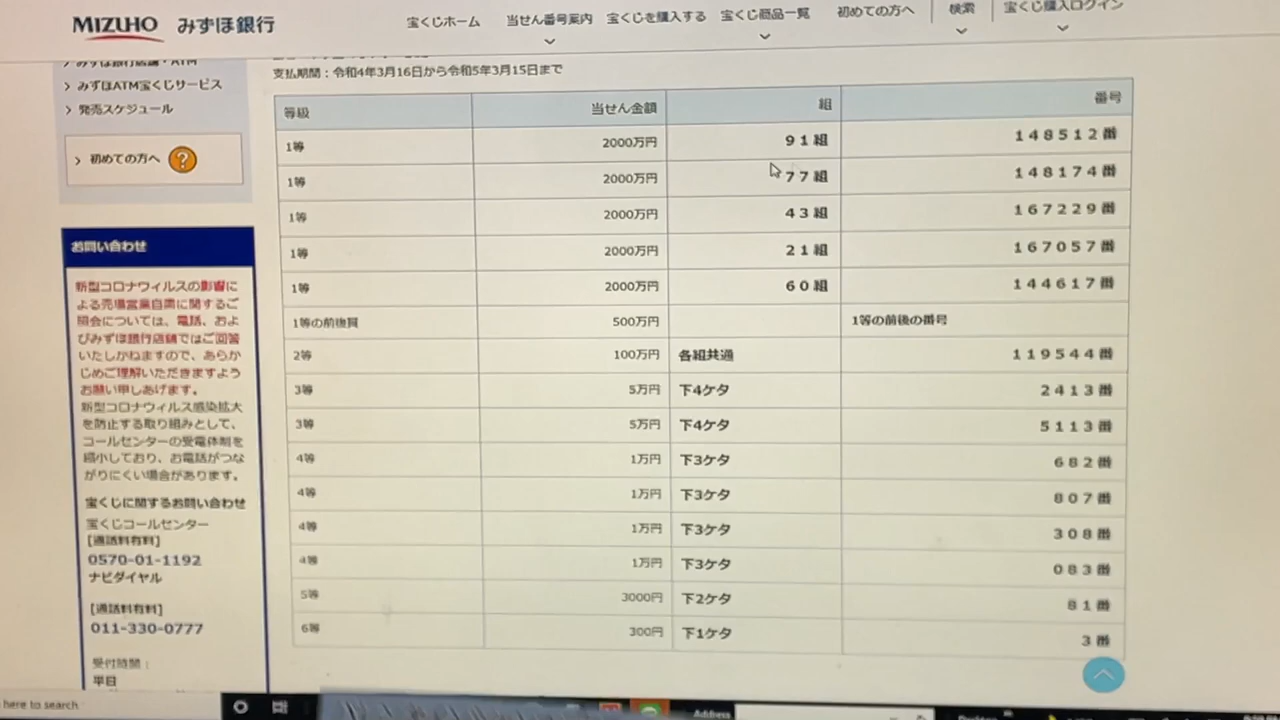 MIZUHO みずほ銀行
宝くじホーム 当せん番号案内 宝くじを購入する 宝くじ商品一覧 初めての方へ 検索 宝くじ購入ログイン
みずほ銀行店舗・ATM
みずほATM宝くじサービス
発売スケジュール
初めての方へ ?
お問い合わせ
新型コロナウィルスの影響に
よる売場営業自粛に関するご
照会については、電話、およ
びみずほ銀行店舗ではご回答
いたしかねますので、あらか
じめご理解いただきますよう
お願い申しあげます。
新型コロナウィルス感染拡大
を防止する取り組みとして、
コールセンターの受電体制を
縮小しており、お電話がつな
がりにくい場合があります。
宝くじに関するお問い合わせ
宝くじコールセンター
[通話料有料]
0570-01-1192
ナビダイヤル
[通話料有料]
011-330-0777
受付時間：
平日
支払期間：令和4年3月16日から令和5年3月15日まで
等級 当せん金額 組 番号
1等 2000万円 91組 148512番
1等 2000万円 77組 148174番
1等 2000万円 43組 167229番
1等 2000万円 21組 167057番
1等 2000万円 60組 144617番
1等の前後賞 500万円 1等の前後の番号
2等 100万円 各組共通 119544番
3等 5万円 下4ケタ 2413番
3等 5万円 下4ケタ 5113番
4等 1万円 下3ケタ 682番
4等 1万円 下3ケタ 807番
4等 1万円 下3ケタ 308番
4等 1万円 下3ケタ 083番
5等 3000円 下2ケタ 81番
6等 300円 下1ケタ 3番
here to search
Address